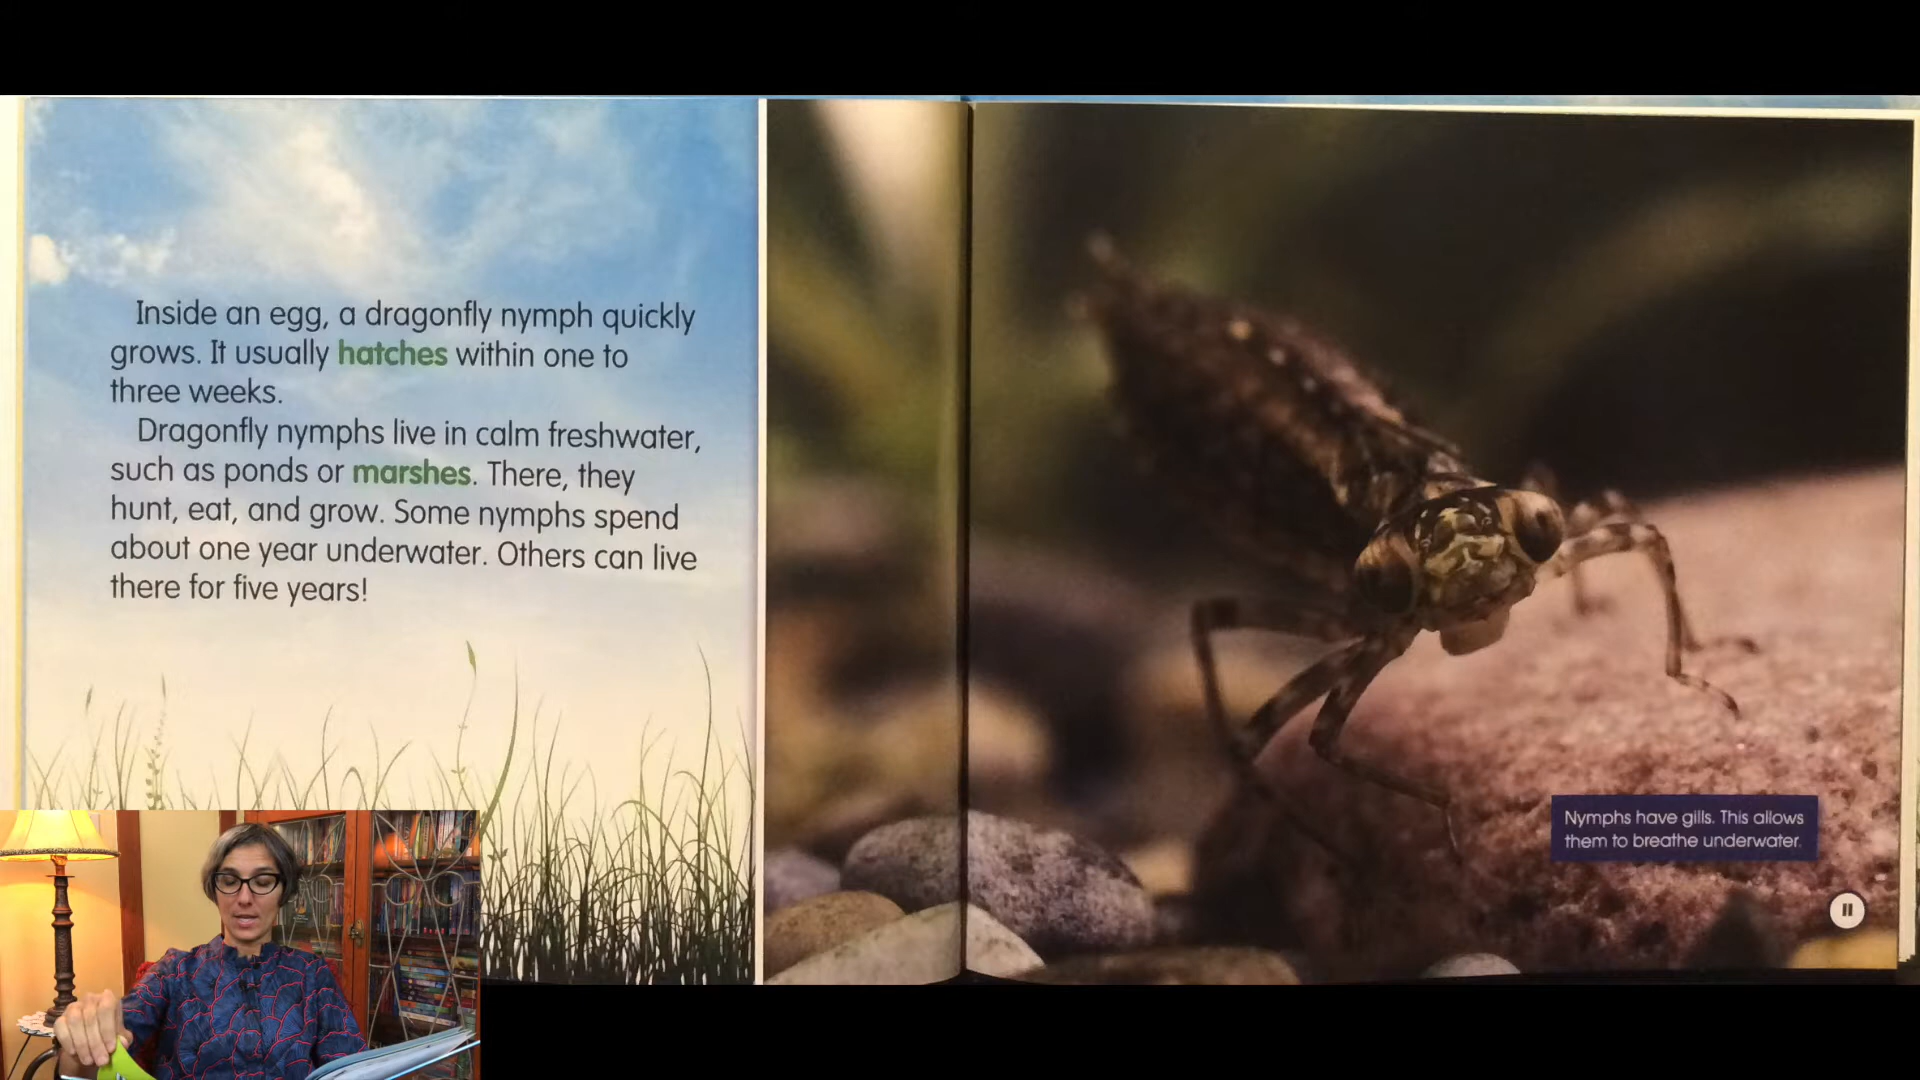 Inside an egg, a dragonfly nymph quickly
grows. It usually hatches within one to
three weeks.
Dragonfly nymphs live in calm freshwater,
such as ponds or marshes. There, they
hunt, eat, and grow. Some nymphs spend
about one year underwater. Others can live
there for five years!
Nymphs have gills. This allows
them to breathe underwater.
11